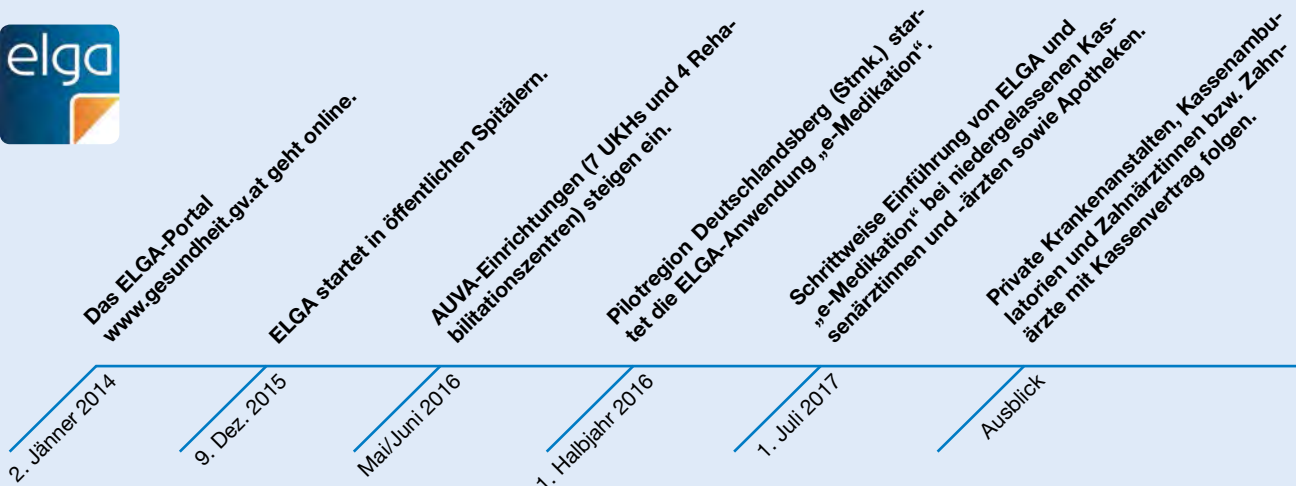 elga
Das ELGA-Portal
www.gesundheit.gv.at geht online.
2. Jänner 2014
ELGA startet in öffentlichen Spitälern.
9. Dez. 2015
AUVA-Einrichtungen (7 UKHs und 4 Reha-
bilitationszentren) steigen ein.
Mai/Juni 2016
Pilotregion Deutschlandsberg (Stmk.) star-
tet die ELGA-Anwendung „e-Medikation“.
1. Halbjahr 2016
Schrittweise Einführung von ELGA und
„e-Medikation“ bei niedergelassenen Kas-
senärztinnen und -ärzten sowie Apotheken.
1. Juli 2017
Private Krankenanstalten, Kassenambu-
latorien und Zahnärztinnen bzw. Zahn-
ärzte mit Kassenvertrag folgen.
Ausblick